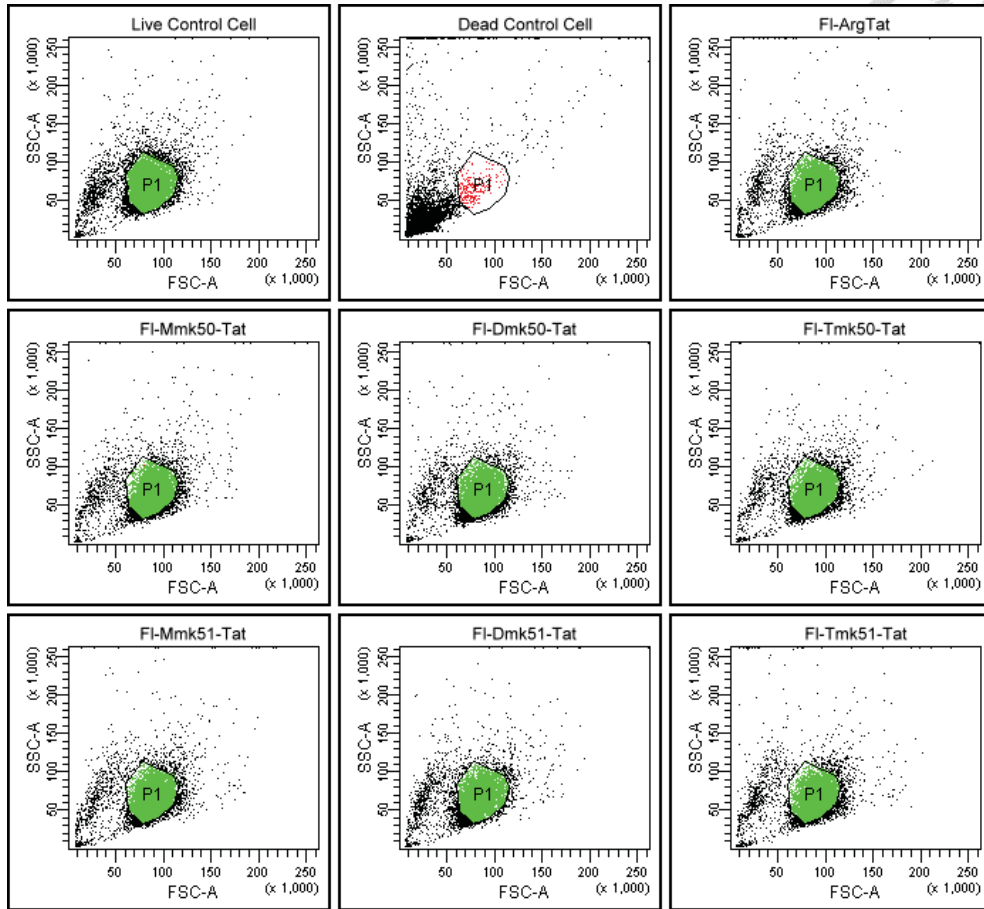 Live Control Cell
SSC-A
(x 1,000)
250
200
150
100
50
P1
50 100 150 200 250
FSC-A
(x 1,000)
Dead Control Cell
SSC-A
(x 1,000)
250
200
150
100
50
P1
50 100 150 200 250
FSC-A
(x 1,000)
Fl-ArgTat
SSC-A
(x 1,000)
250
200
150
100
50
P1
50 100 150 200 250
FSC-A
(x 1,000)
Fl-Mmk50-Tat
SSC-A
(x 1,000)
250
200
150
100
50
P1
50 100 150 200 250
FSC-A
(x 1,000)
Fl-Dmk50-Tat
SSC-A
(x 1,000)
250
200
150
100
50
P1
50 100 150 200 250
FSC-A
(x 1,000)
Fl-Tmk50-Tat
SSC-A
(x 1,000)
250
200
150
100
50
P1
50 100 150 200 250
FSC-A
(x 1,000)
Fl-Mmk51-Tat
SSC-A
(x 1,000)
250
200
150
100
50
P1
50 100 150 200 250
FSC-A
(x 1,000)
Fl-Dmk51-Tat
SSC-A
(x 1,000)
250
200
150
100
50
P1
50 100 150 200 250
FSC-A
(x 1,000)
Fl-Tmk51-Tat
SSC-A
(x 1,000)
250
200
150
100
50
P1
50 100 150 200 250
FSC-A
(x 1,000)